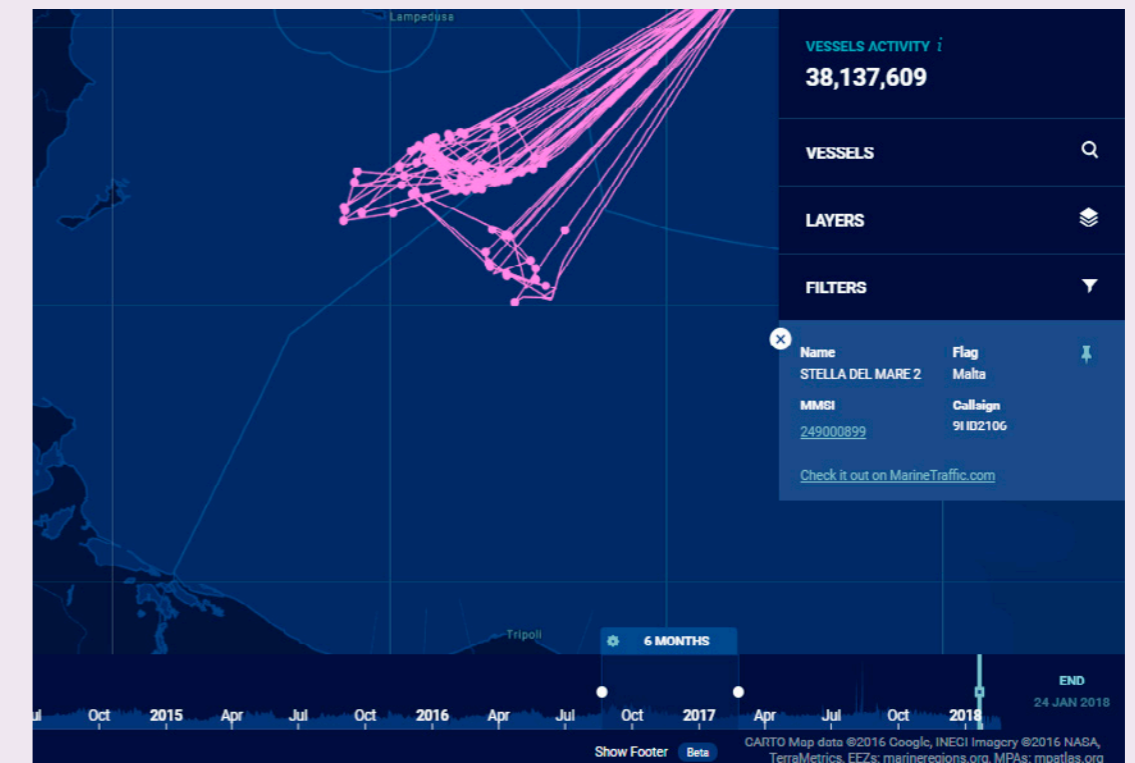 Lampedusa
VESSELS ACTIVITY i
38,137,609
VESSELS
LAYERS
FILTERS
Name Flag
STELLA DEL MARE 2 Malta
MMSI Callsign
249000899
Check it out on MarineTraffic.com
Tripoli
6 MONTHS
END
24 JAN 2018
Oct 2015 Apr Jul Oct 2016 Apr Jul Oct 2017 Apr Jul Oct 2018
Show Footer Beta
CARTO Map data ©2016 Google, INEGI Imagery ©2016 NASA,
TerraMetrics, EEZs: marineregions.org, MPAs: mpatlas.org